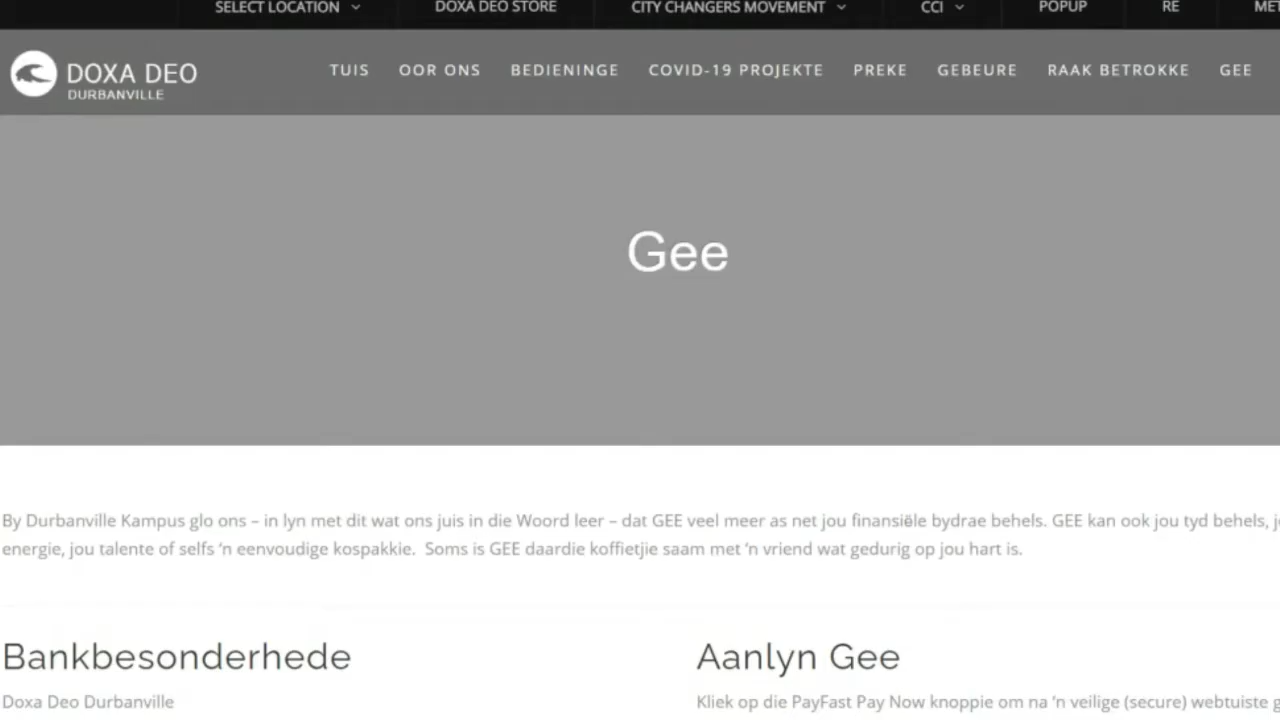 SELECT LOCATION DOXA DEO STORE CITY CHANGERS MOVEMENT CCI POPUP RE
DOXA DEO
DURBANVILLE
TUIS OOR ONS BEDIENINGE COVID-19 PROJEKTE PREKE GEBEURE RAAK BETROKKE GEE
Gee
By Durbanville Kampus glo ons – in lyn met dit wat ons juis in die Woord leer – dat GEE veel meer as net jou finansiële bydrae behels. GEE kan ook jou tyd behels,
energie, jou talente of selfs ‘n eenvoudige kospakkie. Soms is GEE daardie koffietjie saam met ‘n vriend wat gedurig op jou hart is.
Bankbesonderhede
Doxa Deo Durbanville
Aanlyn Gee
Kliek op die PayFast Pay Now knoppie om na ‘n veilige (secure) webtuiste